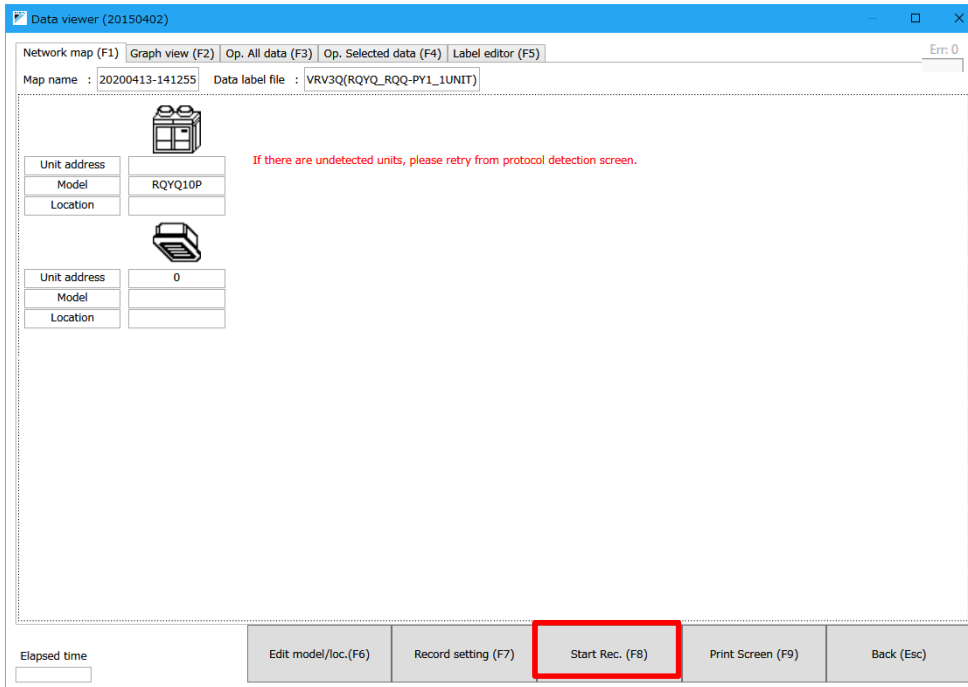 Data viewer (20150402)
Network map (F1) Graph view (F2) Op. All data (F3) Op. Selected data (F4) Label editor (F5) Err: 0
Map name : 20200413-141255 Data label file : VRV3Q(RQYQ_RQQ-PY1_1UNIT)
If there are undetected units, please retry from protocol detection screen.
Unit address
Model RQYQ10P
Location
Unit address 0
Model
Location
Elapsed time
Edit model/loc.(F6) Record setting (F7) Start Rec. (F8) Print Screen (F9) Back (Esc)